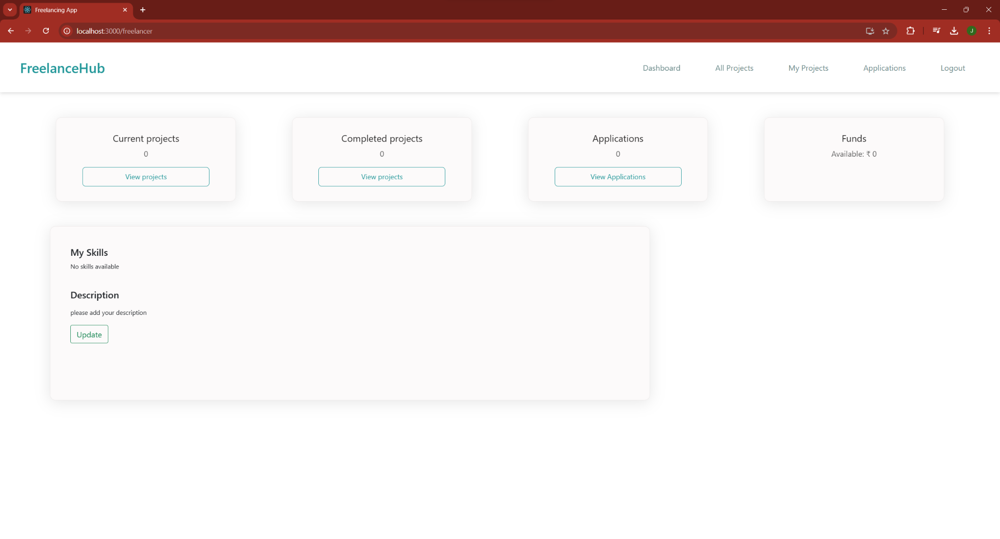 Freelancing App
localhost:3000/freelancer
J
FreelanceHub
Dashboard
All Projects
My Projects
Applications
Logout
Current projects
0
View projects
Completed projects
0
View projects
Applications
0
View Applications
Funds
Available: ₹ 0
My Skills
No skills available
Description
please add your description
Update